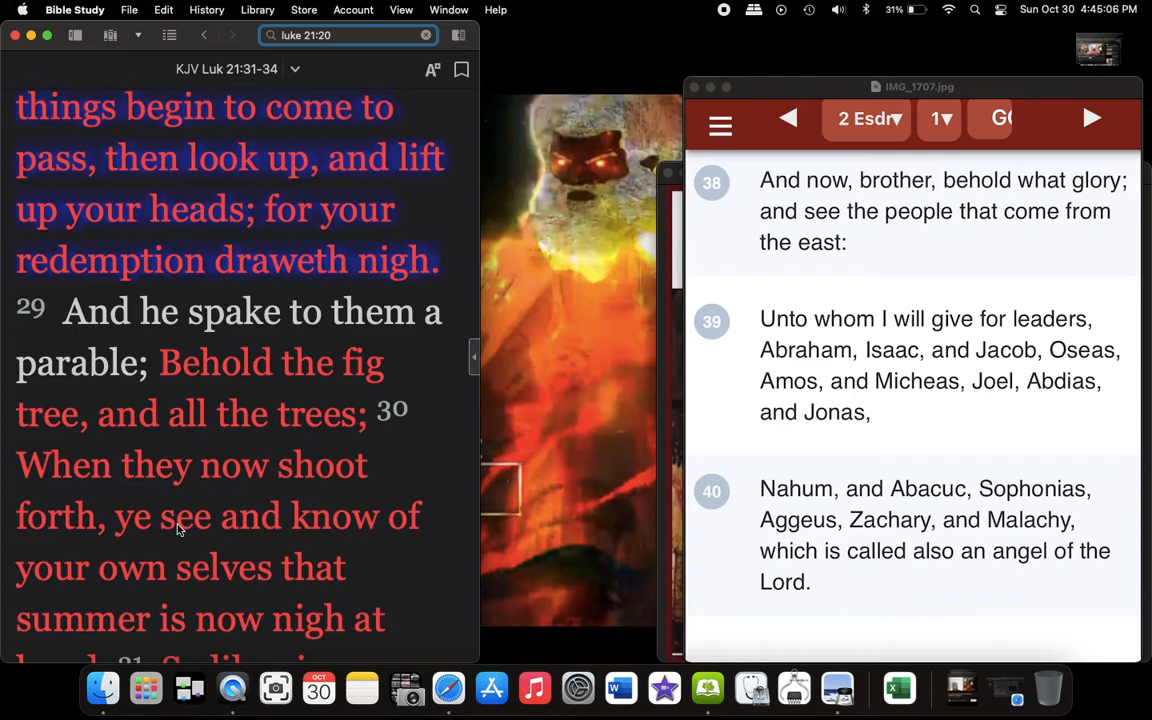 Bible Study File Edit History Library Store Account View Window Help
31% Sun Oct 30 4:45:06 PM
luke 21:20
KJV Luk 21:31-34
things begin to come to
pass, then look up, and lift
up your heads; for your
redemption draweth nigh.
29 And he spake to them a
parable; Behold the fig
tree, and all the trees; 30
When they now shoot
forth, ye see and know of
your own selves that
summer is now nigh at
IMG_1707.jpg
2 Esdr▾ 1▾
38 And now, brother, behold what glory;
and see the people that come from
the east:
39 Unto whom I will give for leaders,
Abraham, Isaac, and Jacob, Oseas,
Amos, and Micheas, Joel, Abdias,
and Jonas,
40 Nahum, and Abacuc, Sophonias,
Aggeus, Zachary, and Malachy,
which is called also an angel of the
Lord.
OCT
30